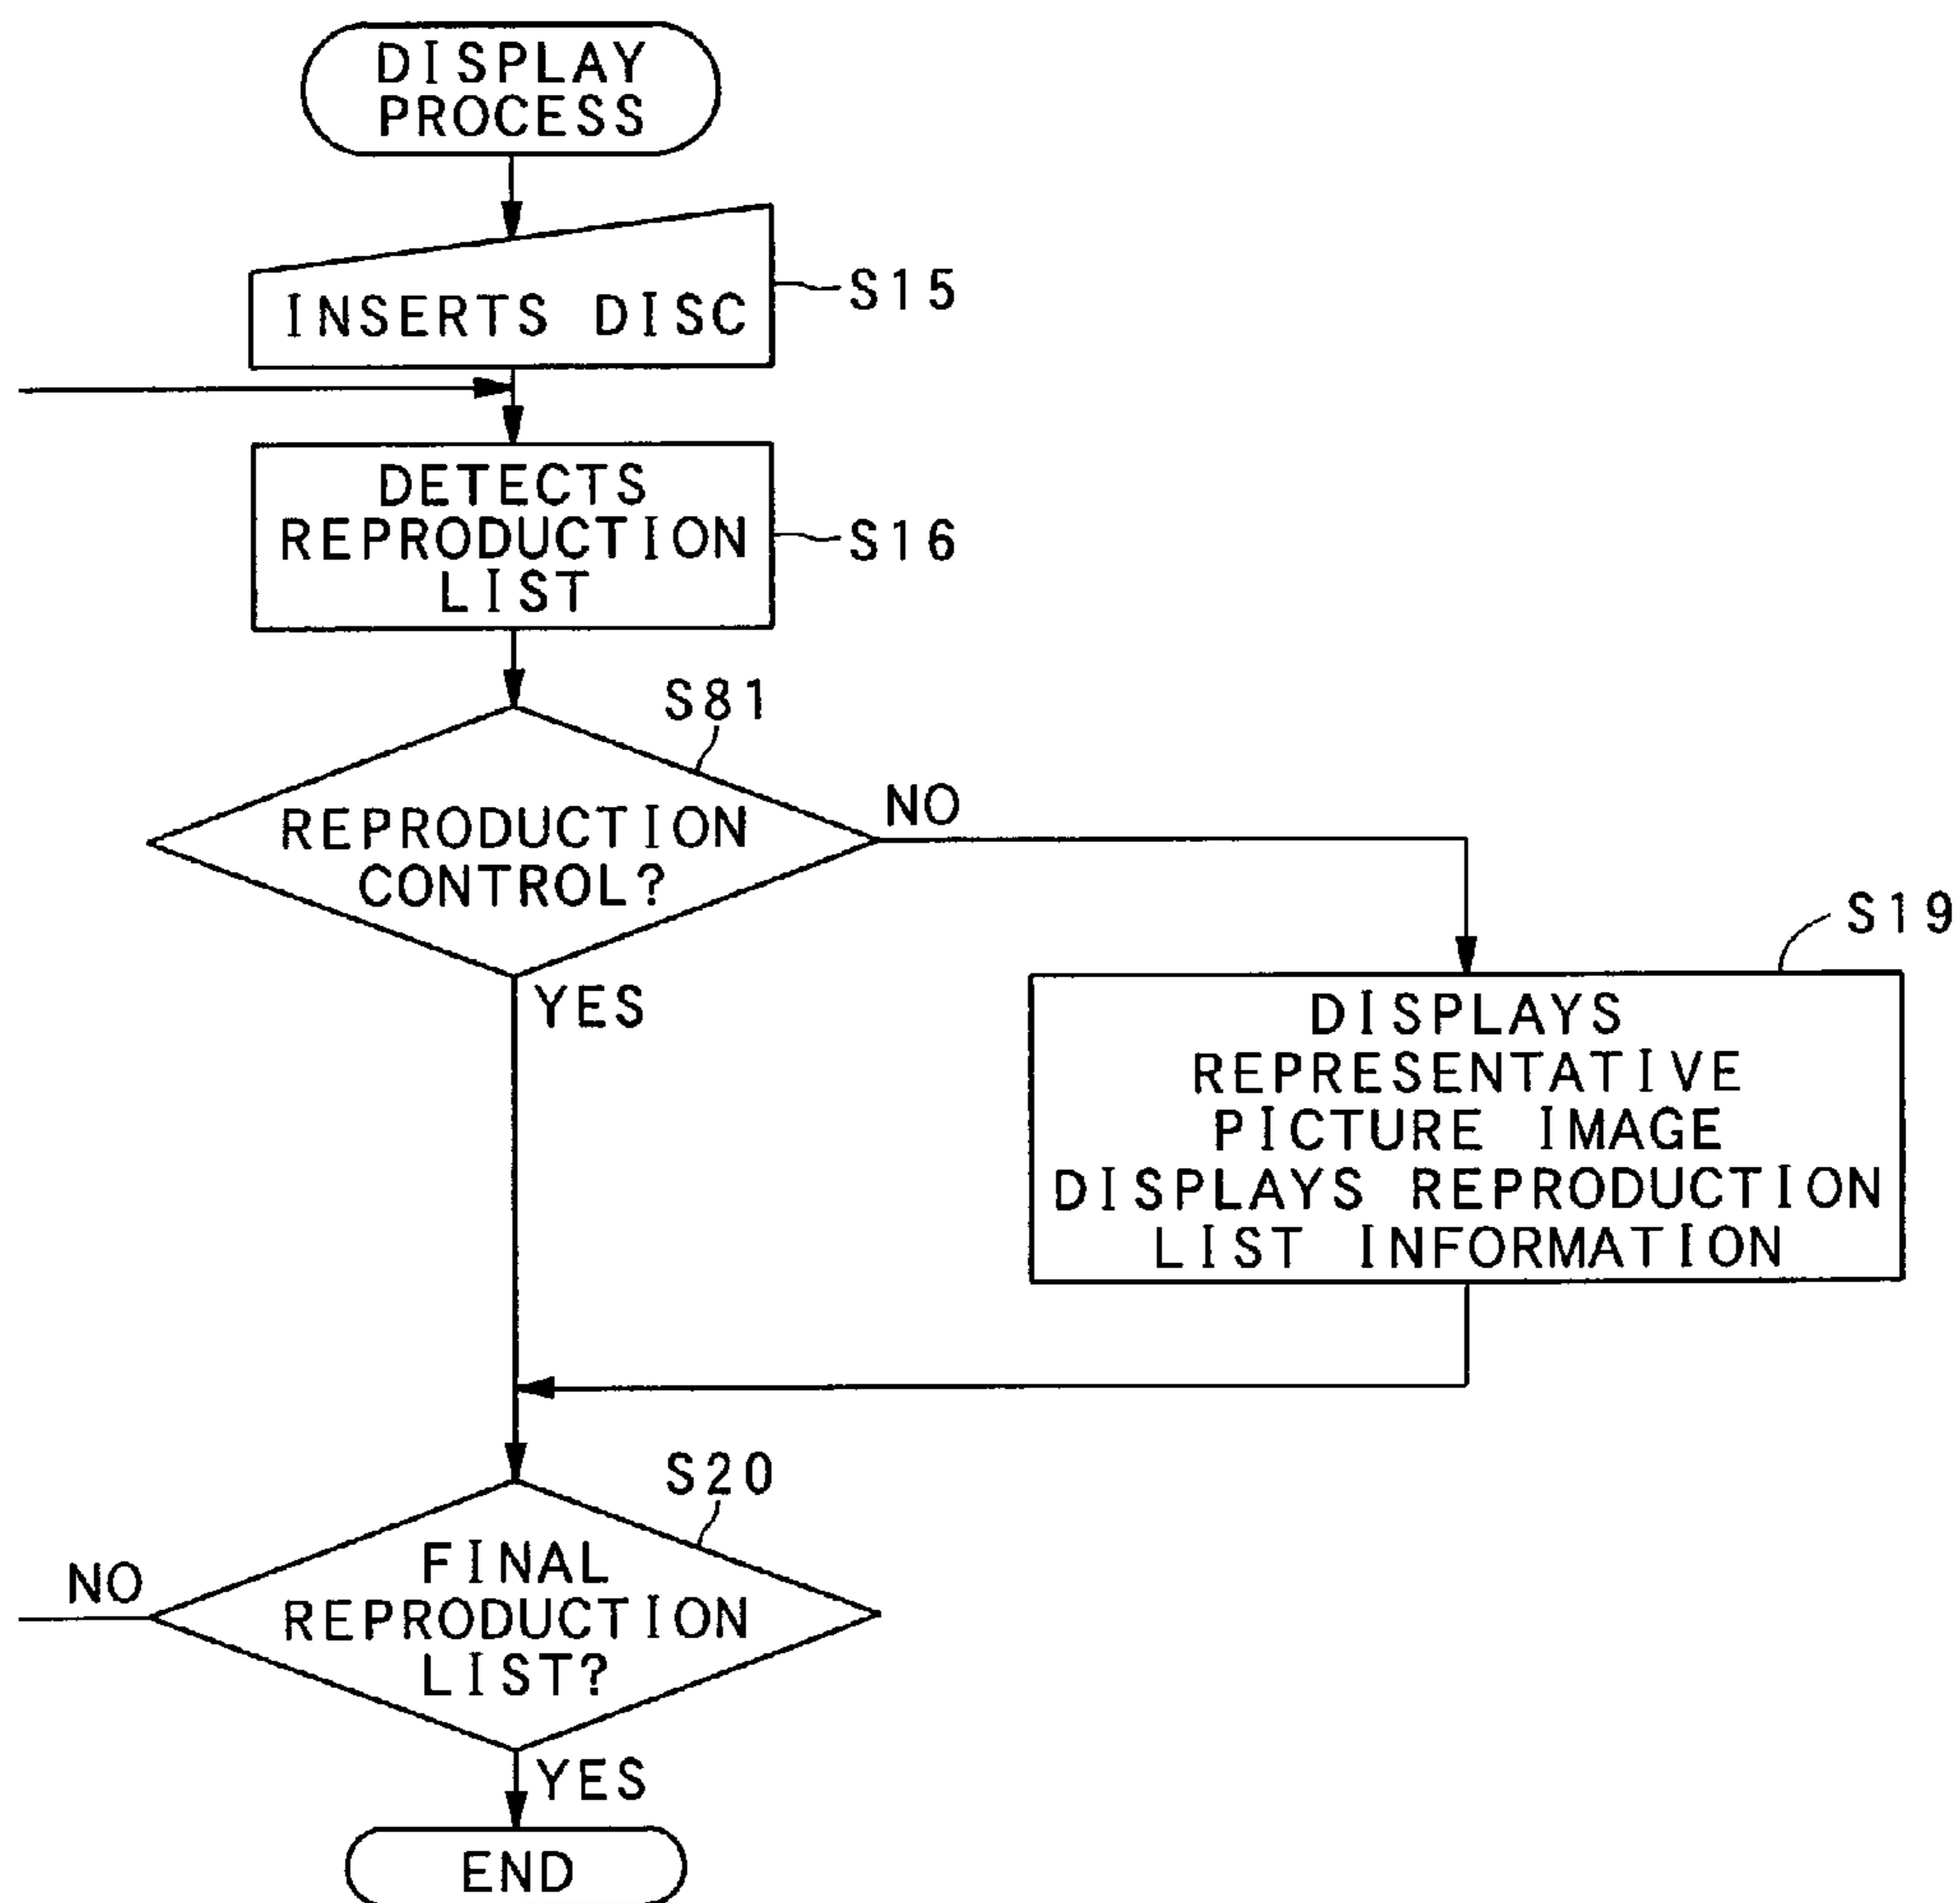 DISPLAY
PROCESS
INSERTS DISC
S15
DETECTS
REPRODUCTION
LIST
S16
S81
REPRODUCTION
CONTROL?
NO
YES
S19
DISPLAYS
REPRESENTATIVE
PICTURE IMAGE
DISPLAYS REPRODUCTION
LIST INFORMATION
S20
FINAL
REPRODUCTION
LIST?
NO
YES
END